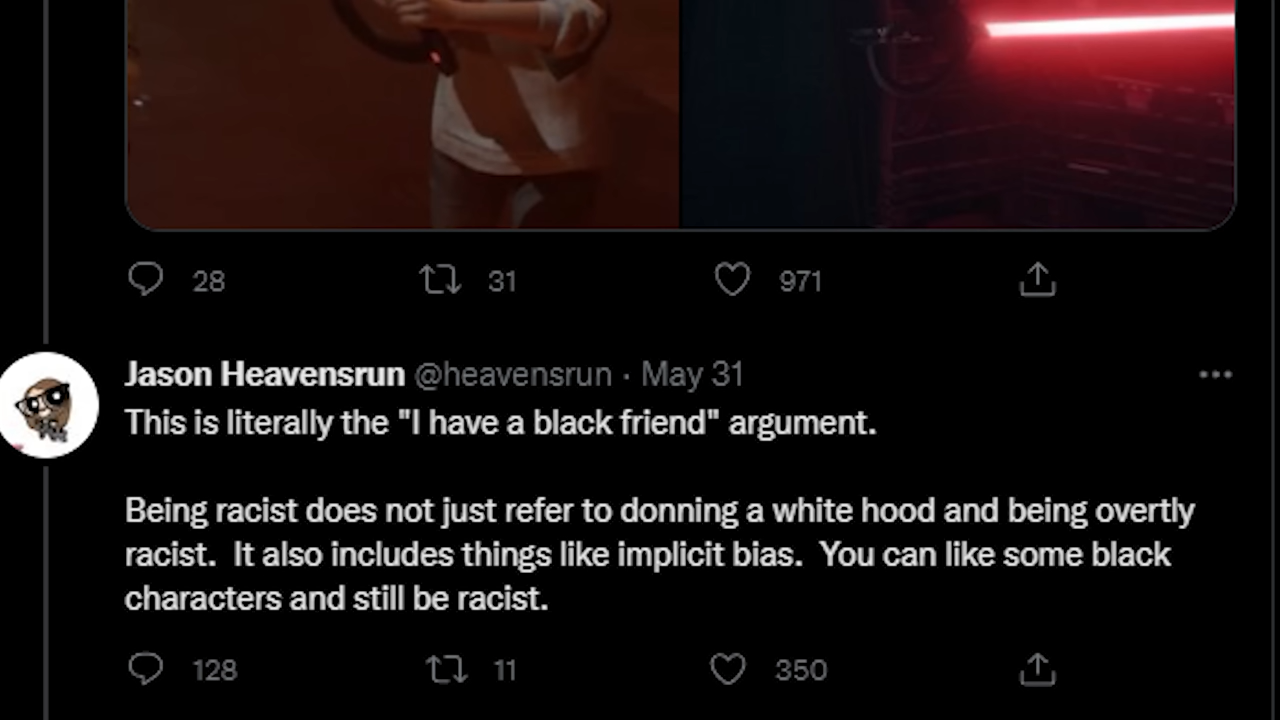 28 31 971
Jason Heavensrun @heavensrun · May 31
This is literally the "I have a black friend" argument.
Being racist does not just refer to donning a white hood and being overtly
racist.  It also includes things like implicit bias.  You can like some black
characters and still be racist.
128 11 350